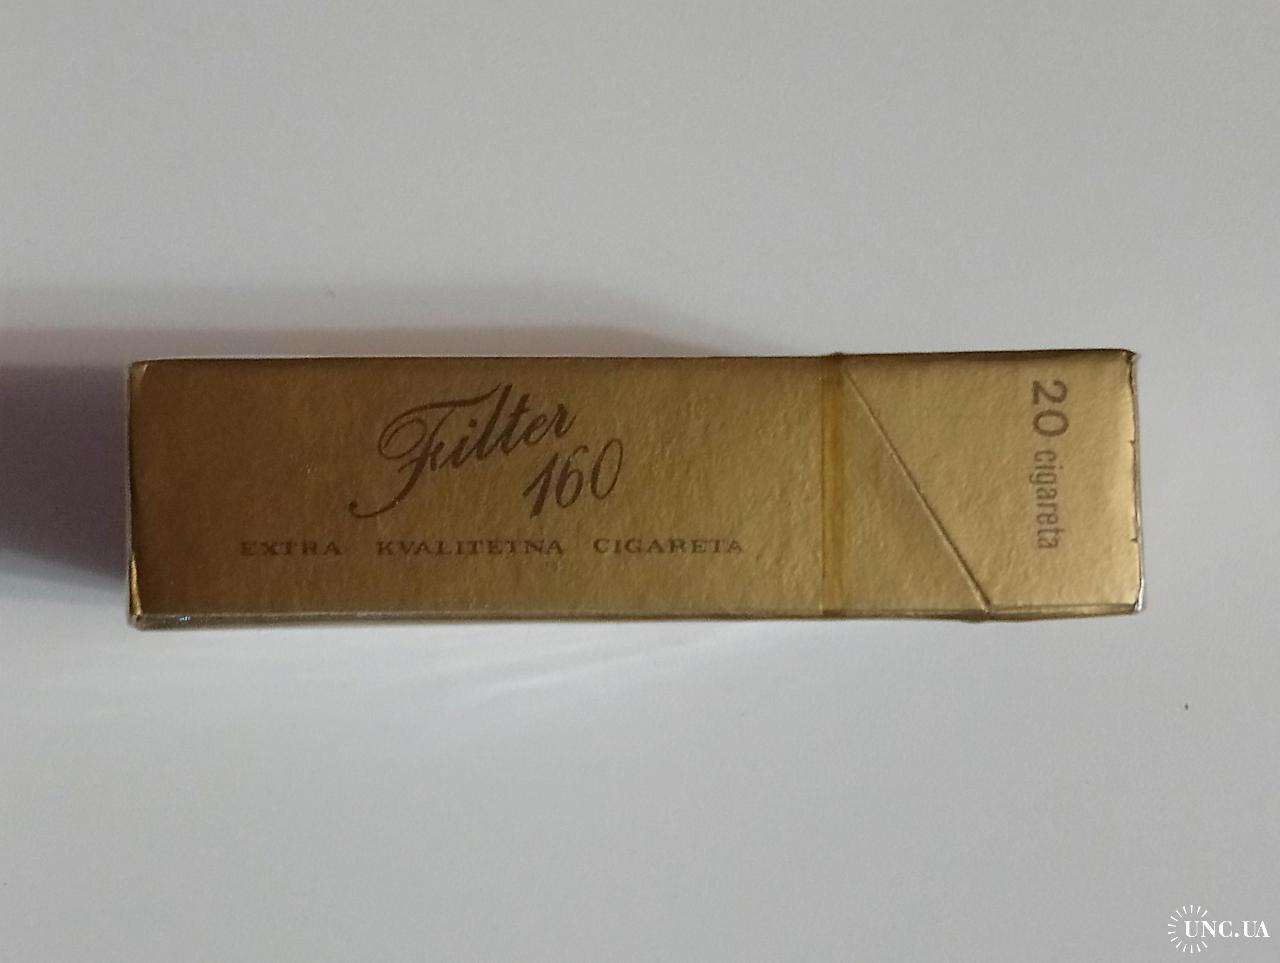 Filter
160
EXTRA KVALITETNA CIGARETA
20 cigareta
UNC.UA